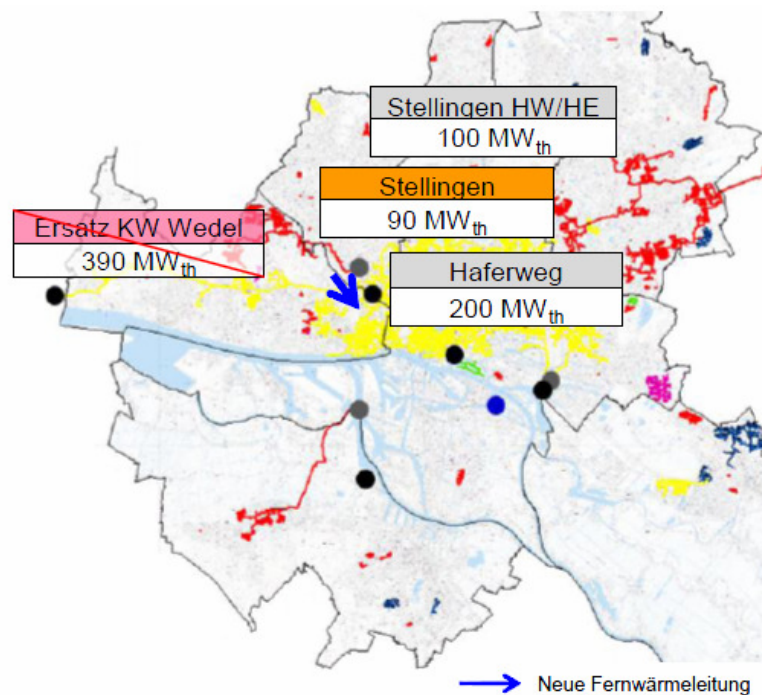 Stellingen HW/HE
100 MWth
Stellingen
90 MWth
Ersatz KW Wedel
390 MWth
Haferweg
200 MWth
Neue Fernwärmeleitung